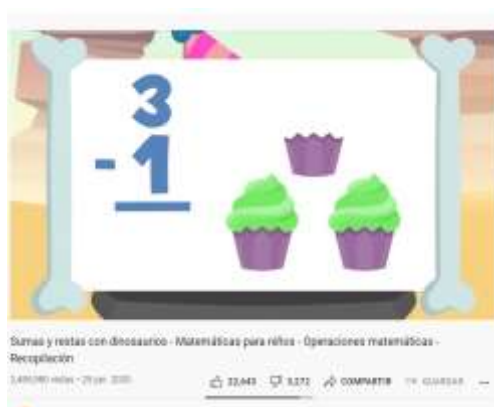 3
- 1
Sumas y restas con dinosaurios - Matemáticas para niños - Operaciones matemáticas -
Recopilación
COMPARTIR GUARDAR ...